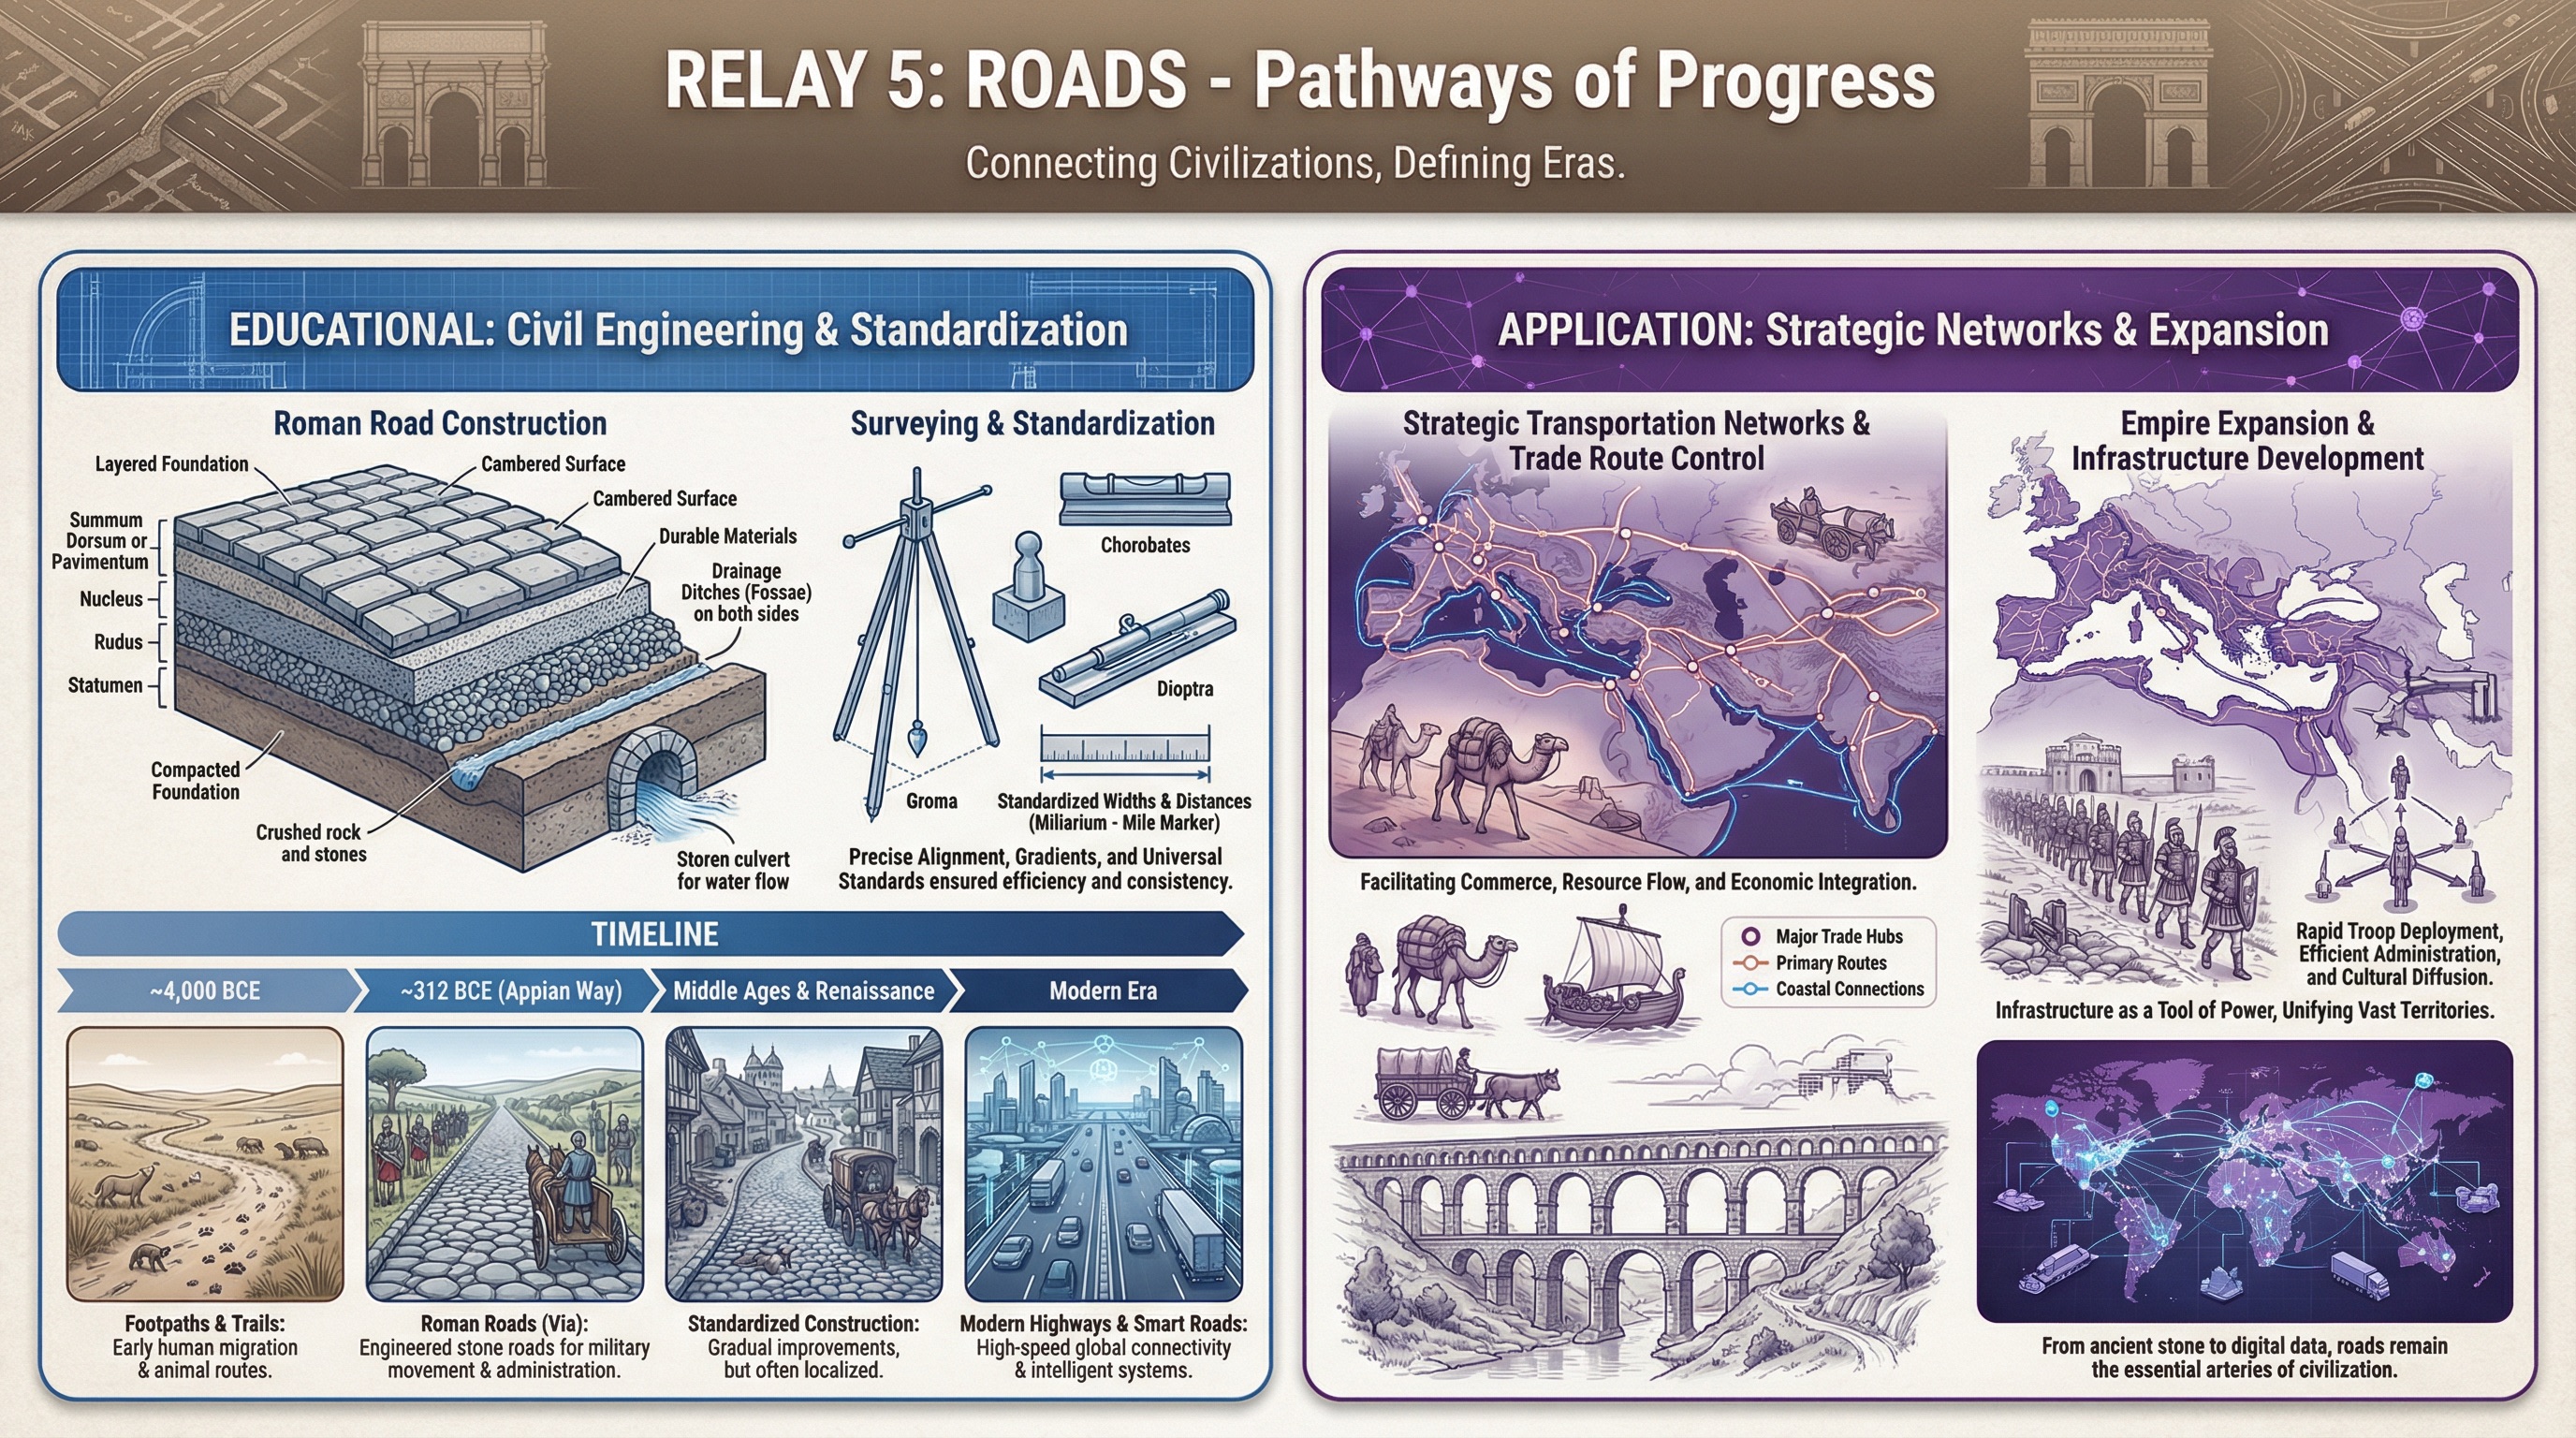 RELAY 5: ROADS - Pathways of Progress
Connecting Civilizations, Defining Eras.
EDUCATIONAL: Civil Engineering & Standardization
Roman Road Construction
Layered Foundation
Cambered Surface
Cambered Surface
Durable Materials
Drainage
Ditches (Fossae)
on both sides
Summum
Dorsum or
Pavimentum
Nucleus
Rudus
Statumen
Compacted
Foundation
Crushed rock
and stones
Storen culvert
for water flow
Surveying & Standardization
Chorobates
Dioptra
Groma
Standardized Widths & Distances
(Miliarium - Mile Marker)
Precise Alignment, Gradients, and Universal
Standards ensured efficiency and consistency.
TIMELINE
~4,000 BCE
~312 BCE (Appian Way)
Middle Ages & Renaissance
Modern Era
Footpaths & Trails:
Early human migration
& animal routes.
Roman Roads (Via):
Engineered stone roads for military
movement & administration.
Standardized Construction:
Gradual improvements,
but often localized.
Modern Highways & Smart Roads:
High-speed global connectivity
& intelligent systems.
APPLICATION: Strategic Networks & Expansion
Strategic Transportation Networks &
Trade Route Control
Facilitating Commerce, Resource Flow, and Economic Integration.
Major Trade Hubs
Primary Routes
Coastal Connections
Empire Expansion &
Infrastructure Development
Rapid Troop Deployment,
Efficient Administration,
and Cultural Diffusion.
Infrastructure as a Tool of Power, Unifying Vast Territories.
From ancient stone to digital data, roads remain
the essential arteries of civilization.